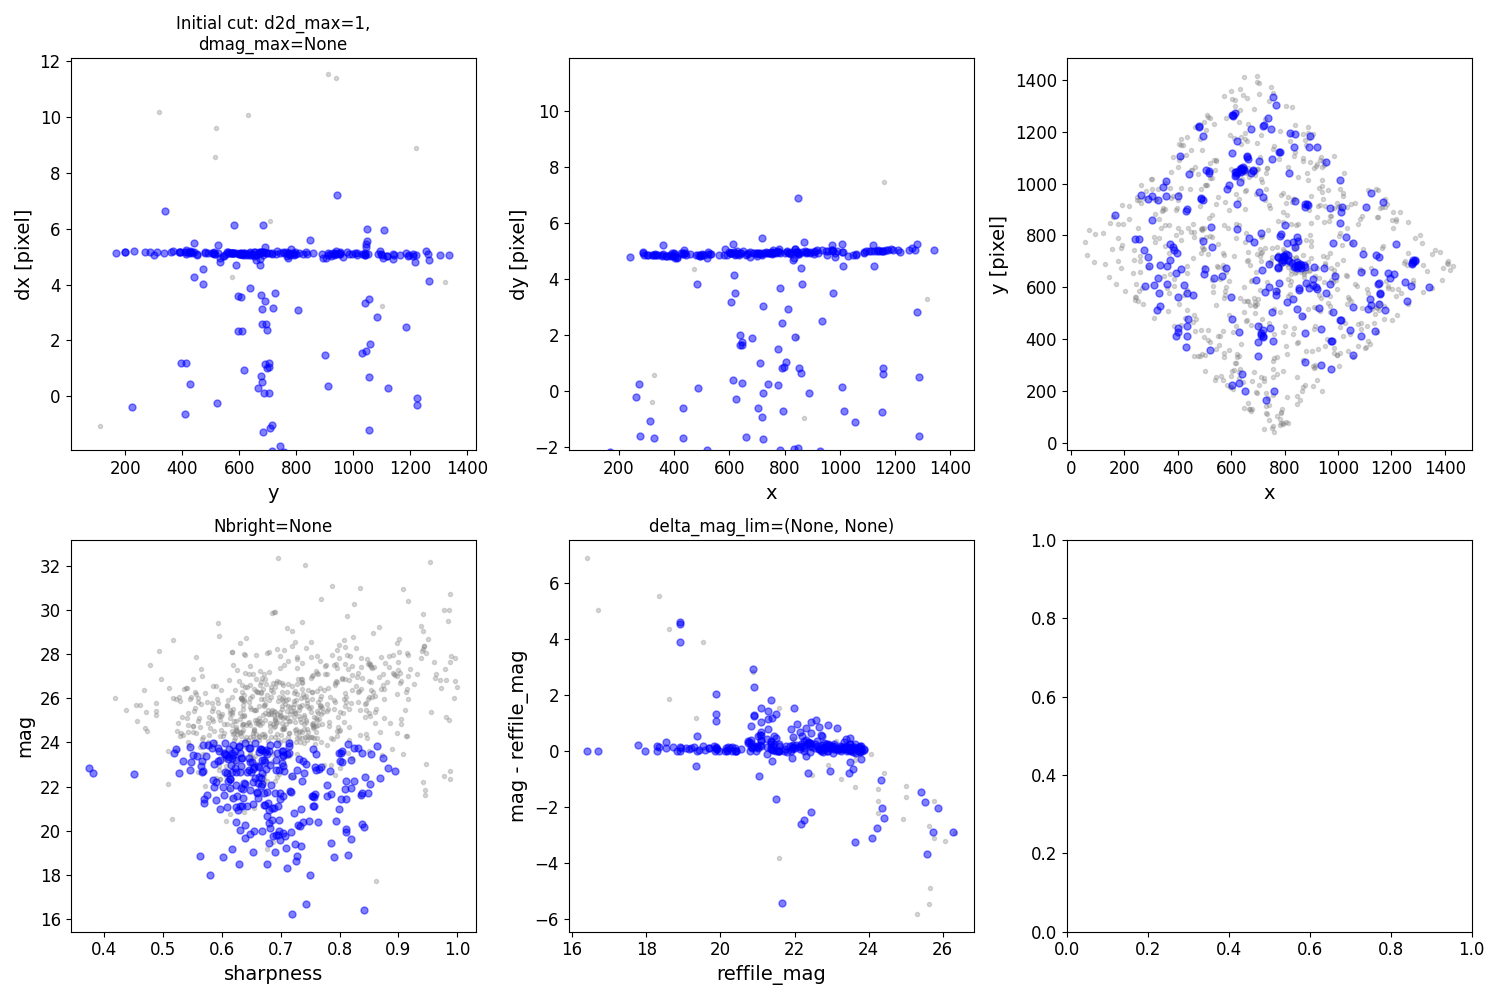 Initial cut: d2d_max=1,
dmag_max=None
12
10
8
6
4
2
0
dx [pixel]
200 400 600 800 1000 1200 1400
y
10
8
6
4
2
0
−2
dy [pixel]
200 400 600 800 1000 1200 1400
x
1400
1200
1000
800
600
400
200
0
y [pixel]
0 200 400 600 800 1000 1200 1400
x
Nbright=None
32
30
28
26
24
22
20
18
16
mag
0.4 0.5 0.6 0.7 0.8 0.9 1.0
sharpness
delta_mag_lim=(None, None)
6
4
2
0
−2
−4
−6
mag - reffile_mag
16 18 20 22 24 26
reffile_mag
1.0
0.8
0.6
0.4
0.2
0.0
0.0 0.2 0.4 0.6 0.8 1.0